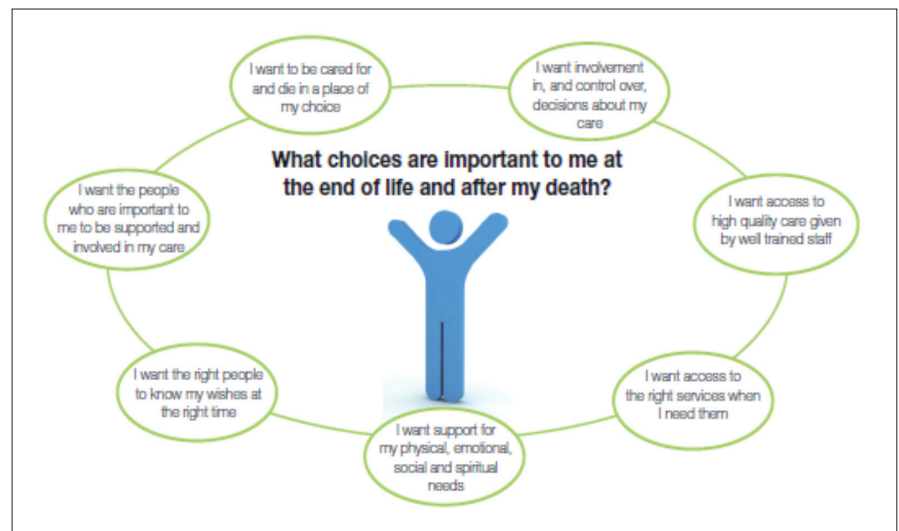 What choices are important to me at
the end of life and after my death?
I want to be cared for
and die in a place of
my choice
I want involvement
in, and control over,
decisions about my
care
I want access to
high quality care given
by well trained staff
I want access to
the right services when
I need them
I want support for
my physical, emotional,
social and spiritual
needs
I want the right people
to know my wishes at
the right time
I want the people
who are important to
me to be supported and
involved in my care